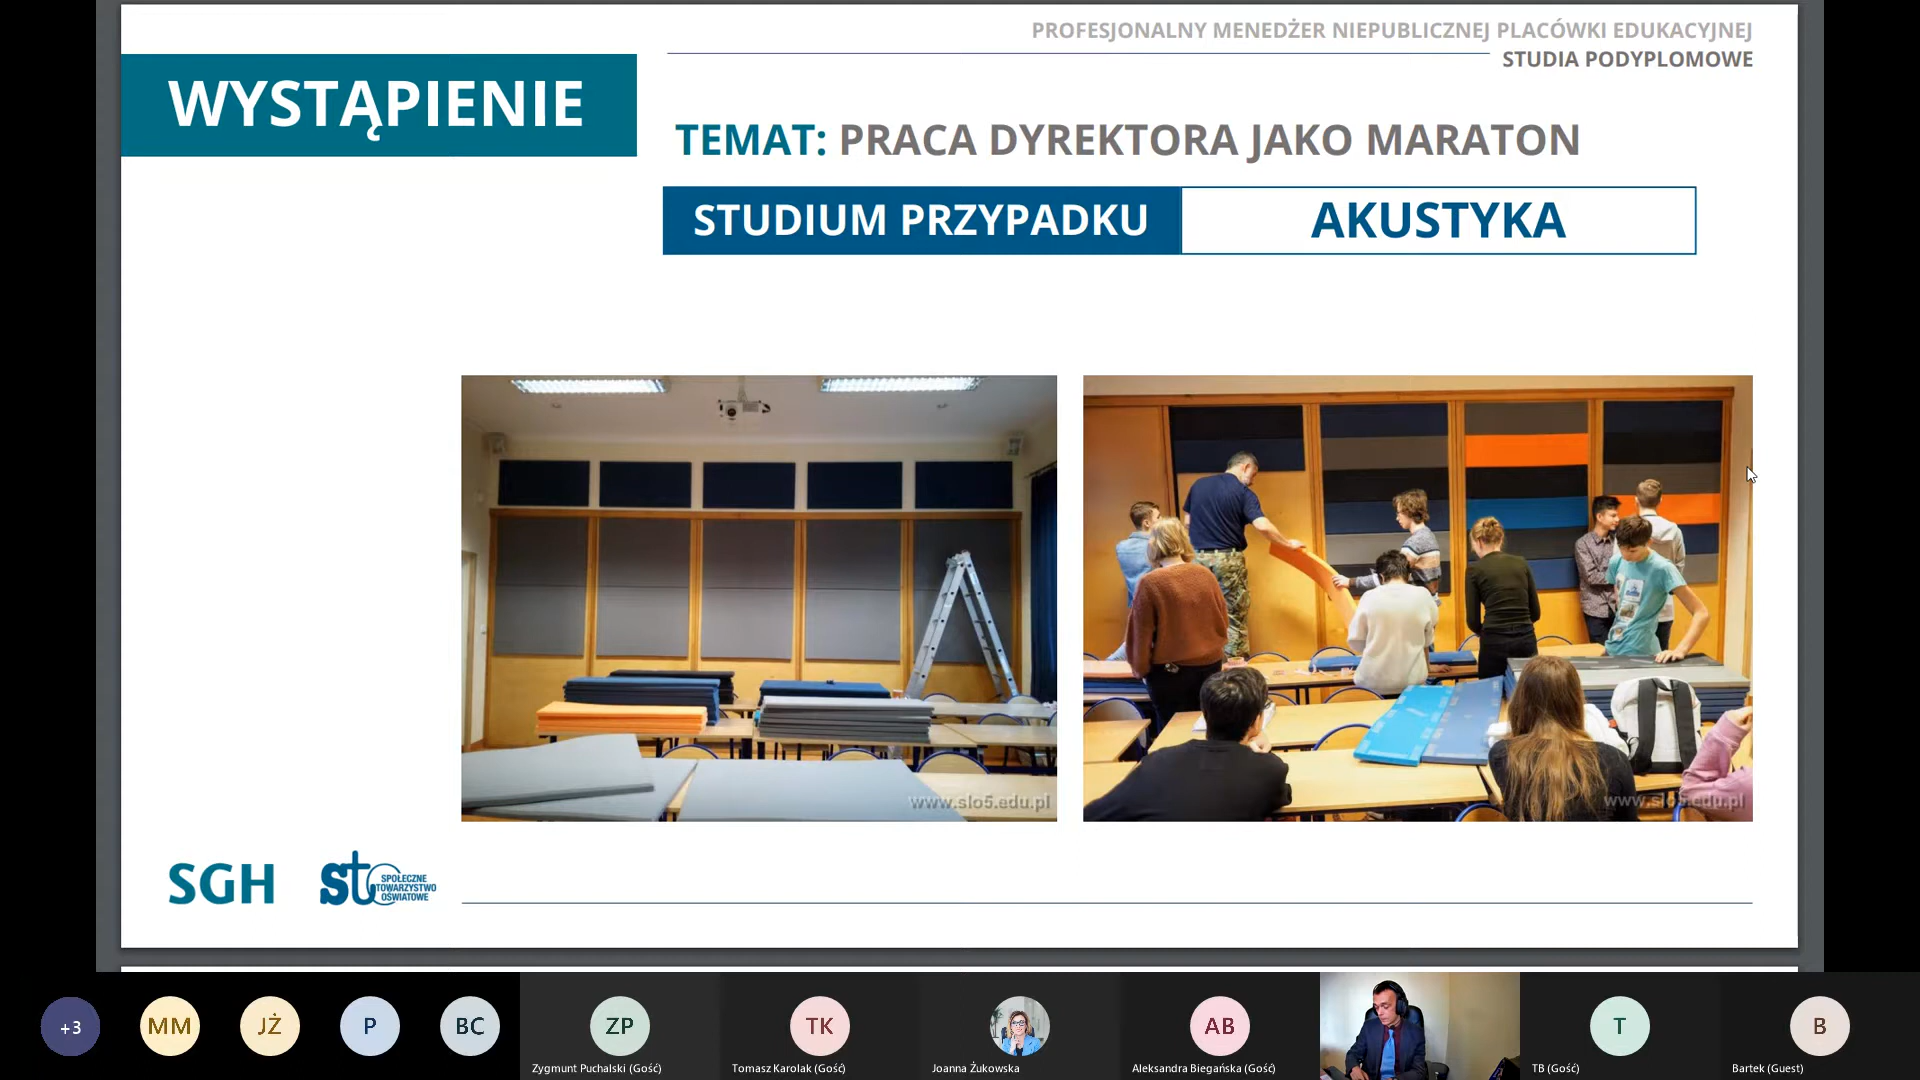 PROFESJONALNY MENEDŻER NIEPUBLICZNEJ PLACÓWKI EDUKACYJNEJ
STUDIA PODYPLOMOWE
WYSTĄPIENIE
TEMAT: PRACA DYREKTORA JAKO MARATON
STUDIUM PRZYPADKU
AKUSTYKA
www.slo5.edu.pl
www.slo5.edu.pl
SGH
sto
SPOŁECZNE
TOWARZYSTWO
OŚWIATOWE
+3
MM
JŻ
P
BC
ZP
Zygmunt Puchalski (Gość)
TK
Tomasz Karolak (Gość)
Joanna Żukowska
AB
Aleksandra Biegańska (Gość)
T
TB (Gość)
B
Bartek (Guest)